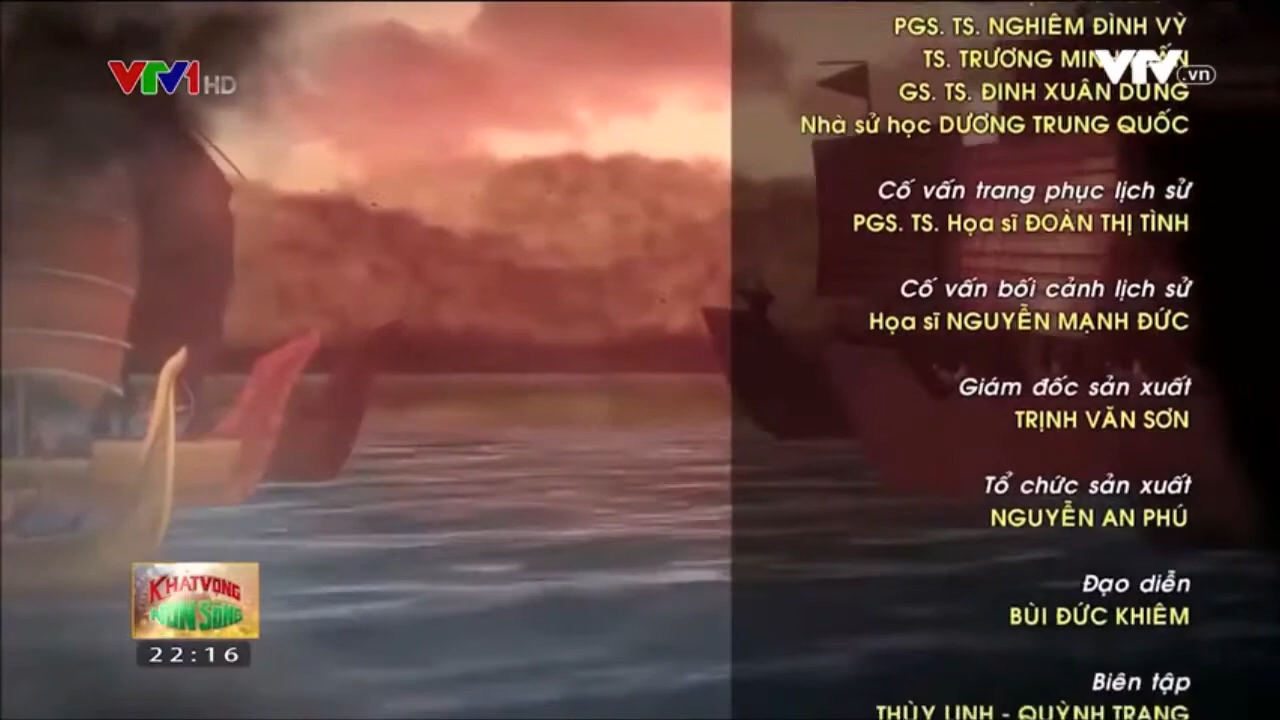 PGS. TS. NGHIÊM ĐÌNH VỲ
VTV1 HD
TS. TRƯƠNG
VTV.vn
GS. TS. ĐINH XUÂN DŨNG
Nhà sử học DƯƠNG TRUNG QUỐC
Cố vấn trang phục lịch sử
PGS. TS. Họa sĩ ĐOÀN THỊ TÌNH
Cố vấn bối cảnh lịch sử
Họa sĩ NGUYỄN MẠNH ĐỨC
Giám đốc sản xuất
TRỊNH VĂN SƠN
Tổ chức sản xuất
NGUYỄN AN PHÚ
Đạo diễn
BÙI ĐỨC KHIÊM
KHÁT VỌNG
NON SÔNG
22:16
Biên tập
THÙY LINH - QUỲNH TRANG